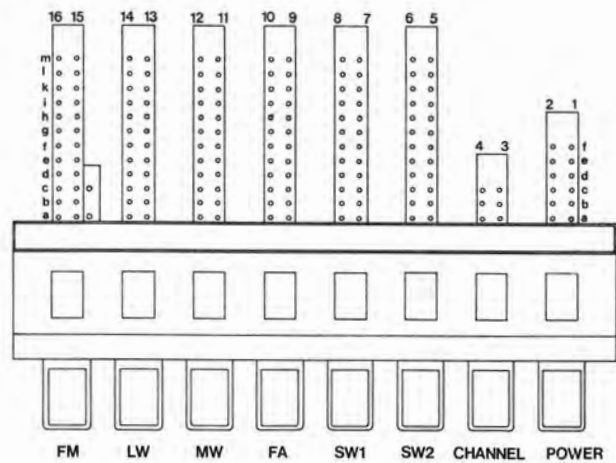 16 15 14 13 12 11 10 9 8 7 6 5
2 1
m
l
k
i
h
g
f f
4 3
e e
d d
c c
b b
a a
FM LW MW FA SW1 SW2 CHANNEL POWER